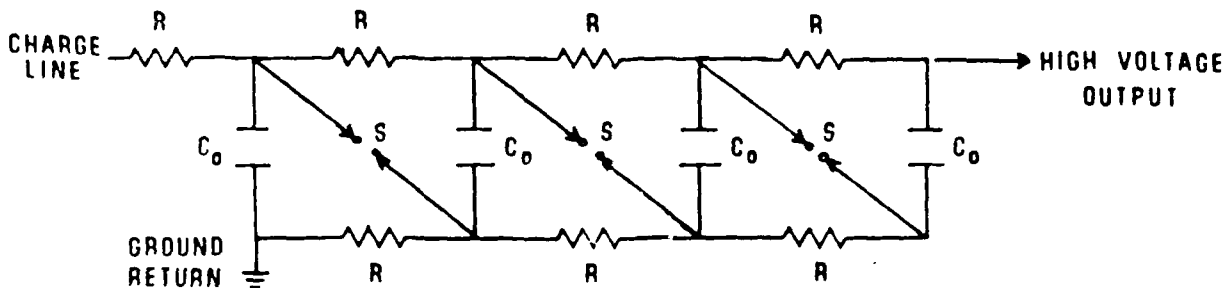 R R R R
CHARGE
LINE
HIGH VOLTAGE
OUTPUT
C₀ S C₀ S C₀ S C₀
GROUND
RETURN
R R R